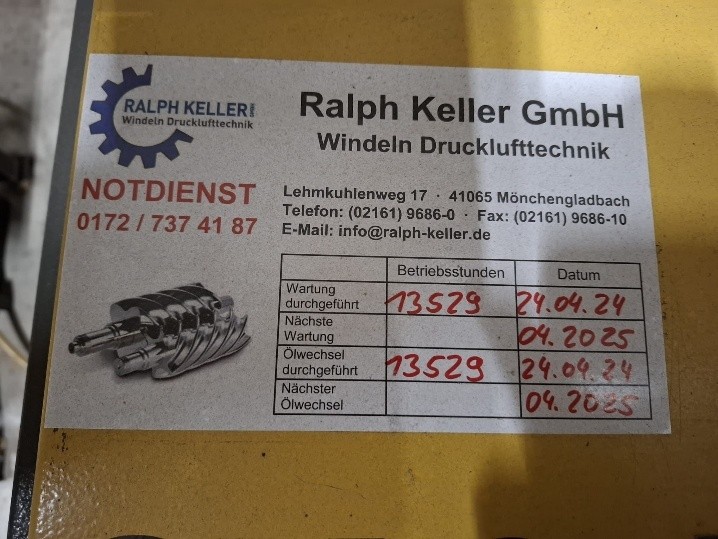 RALPH KELLER GMBH
Windeln Drucklufttechnik
Ralph Keller GmbH
Windeln Drucklufttechnik
NOTDIENST
0172 / 737 41 87
Lehmkuhlenweg 17 · 41065 Mönchengladbach
Telefon: (02161) 9686-0 · Fax: (02161) 9686-10
E-Mail: info@ralph-keller.de
Betriebsstunden Datum
Wartung
durchgeführt 13529 24.04.24
Nächste
Wartung 04.2025
Ölwechsel
durchgeführt 13529 24.04.24
Nächster
Ölwechsel 04.2025